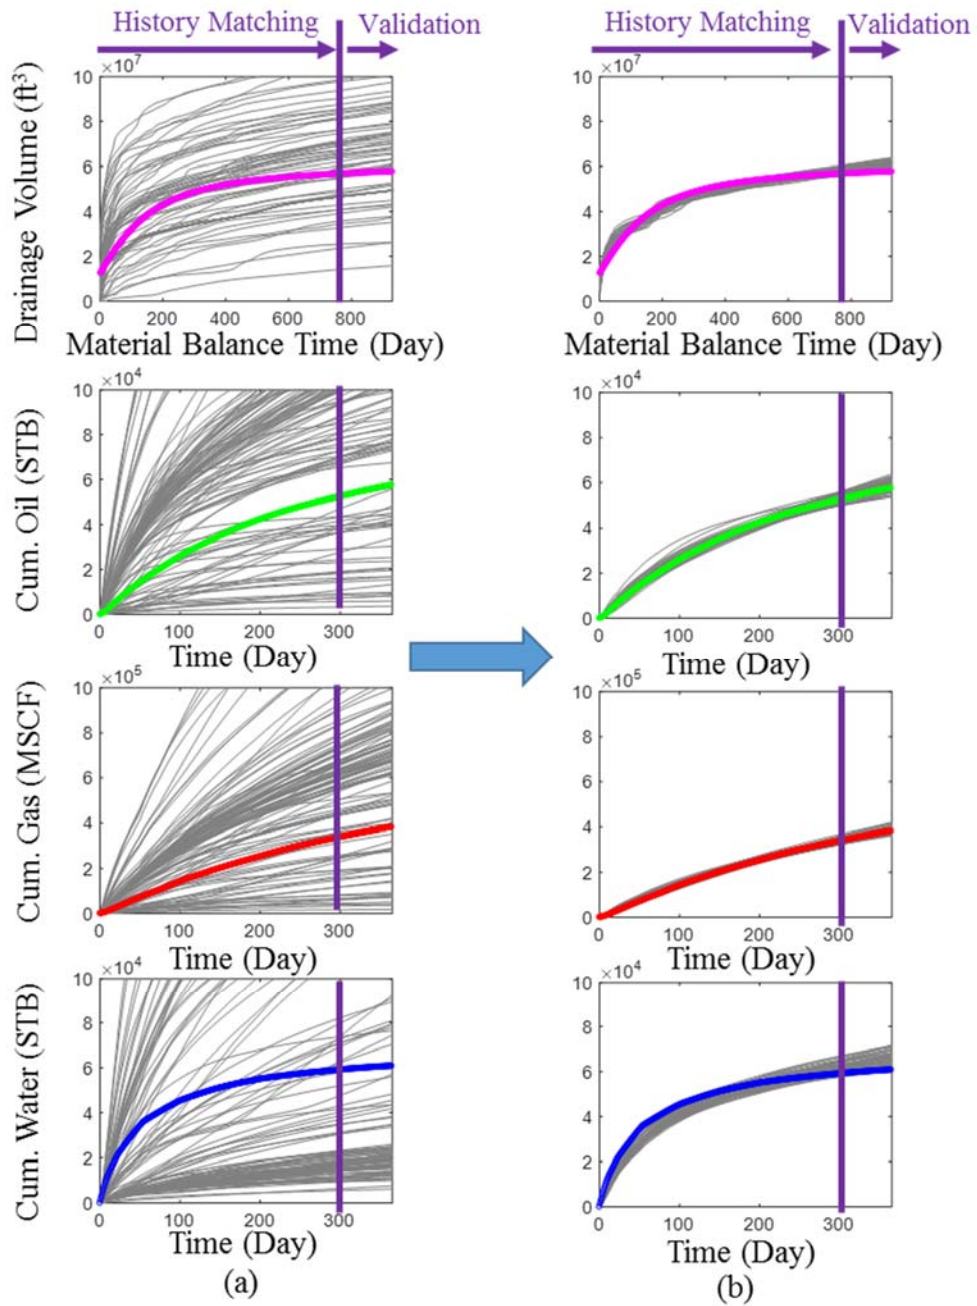 History Matching Validation History Matching Validation
×10⁷ ×10⁷
Drainage Volume (ft³)
10 8 6 4 2 0
0 200 400 600 800
Material Balance Time (Day)
10 8 6 4 2 0
0 200 400 600 800
Material Balance Time (Day)
×10⁴ ×10⁴
Cum. Oil (STB)
10 8 6 4 2 0
0 100 200 300
Time (Day)
10 8 6 4 2 0
0 100 200 300
Time (Day)
×10⁵ ×10⁵
Cum. Gas (MSCF)
10 8 6 4 2 0
0 100 200 300
Time (Day)
10 8 6 4 2 0
0 100 200 300
Time (Day)
×10⁴ ×10⁴
Cum. Water (STB)
10 8 6 4 2 0
0 100 200 300
Time (Day)
10 8 6 4 2 0
0 100 200 300
Time (Day)
(a) (b)